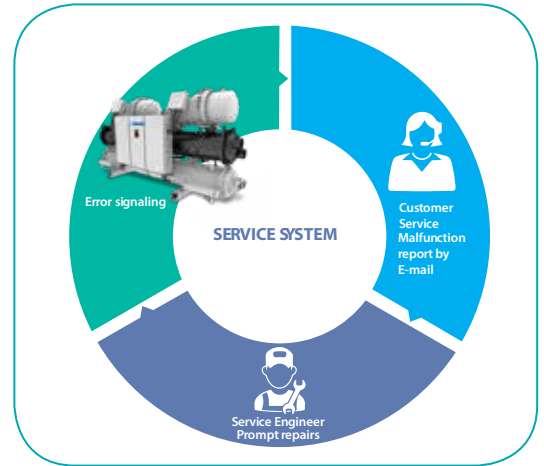 Error signaling
SERVICE SYSTEM
Customer
Service
Malfunction
report by
E-mail
Service Engineer
Prompt repairs